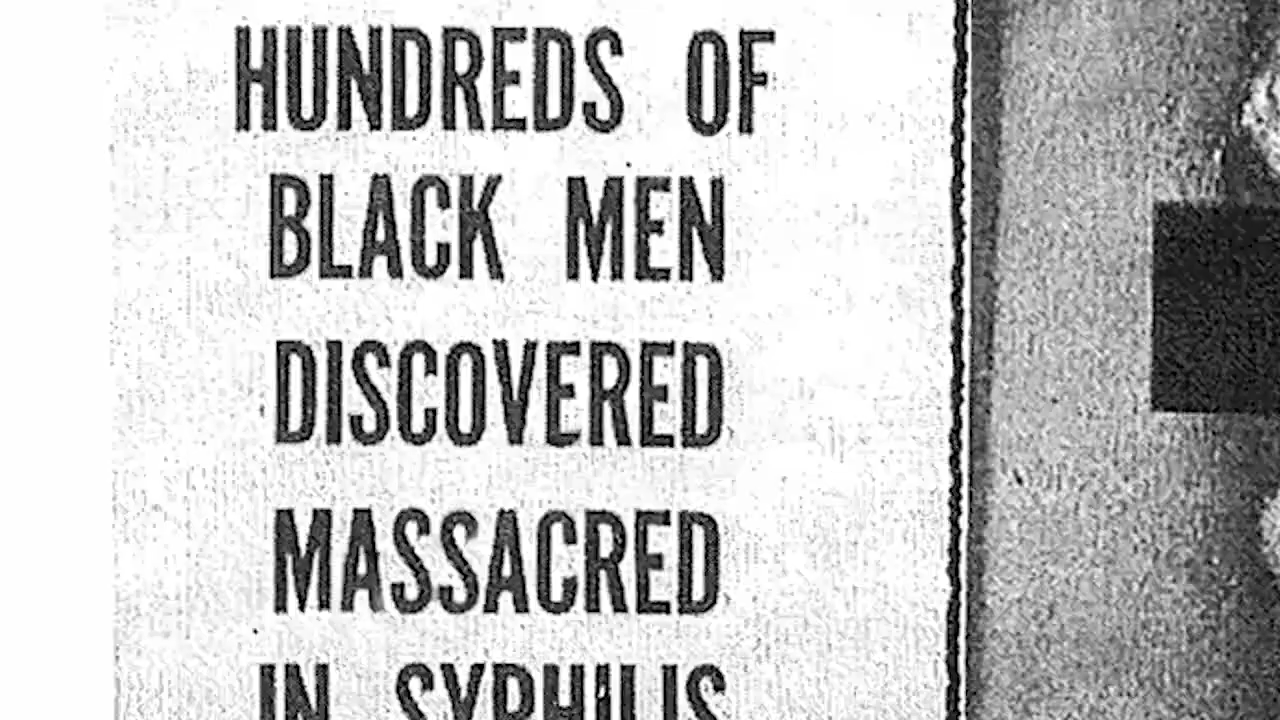 HUNDREDS OF
BLACK MEN
DISCOVERED
MASSACRED
IN SYPHILIS